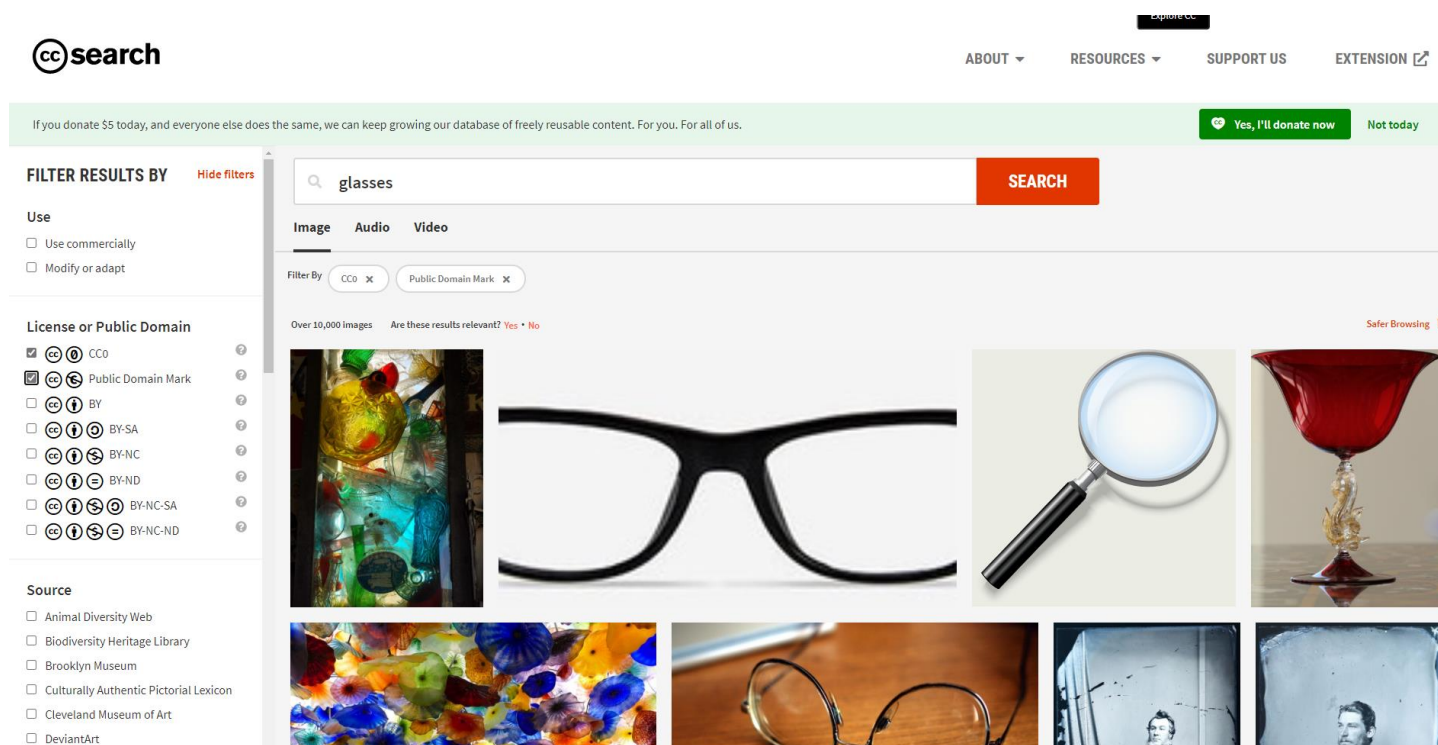 Explore CC
cc search
ABOUT
RESOURCES
SUPPORT US
EXTENSION
If you donate $5 today, and everyone else does the same, we can keep growing our database of freely reusable content. For you. For all of us.
Yes, I'll donate now
Not today
FILTER RESULTS BY
Hide filters
Use
Use commercially
Modify or adapt
License or Public Domain
CC0
Public Domain Mark
BY
BY-SA
BY-NC
BY-ND
BY-NC-SA
BY-NC-ND
Source
Animal Diversity Web
Biodiversity Heritage Library
Brooklyn Museum
Culturally Authentic Pictorial Lexicon
Cleveland Museum of Art
DeviantArt
glasses
SEARCH
Image Audio Video
Filter By CC0 Public Domain Mark
Over 10,000 images Are these results relevant? Yes • No
Safer Browsing